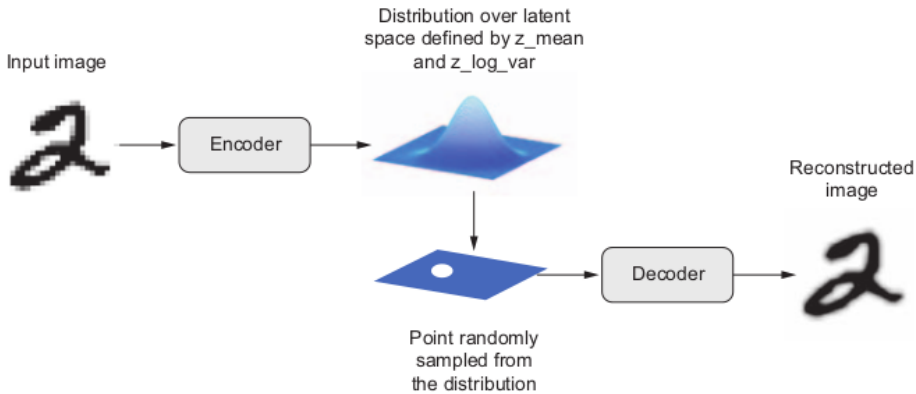 Distribution over latent
space defined by z_mean
and z_log_var
Input image
Encoder
Reconstructed
image
Decoder
Point randomly
sampled from
the distribution